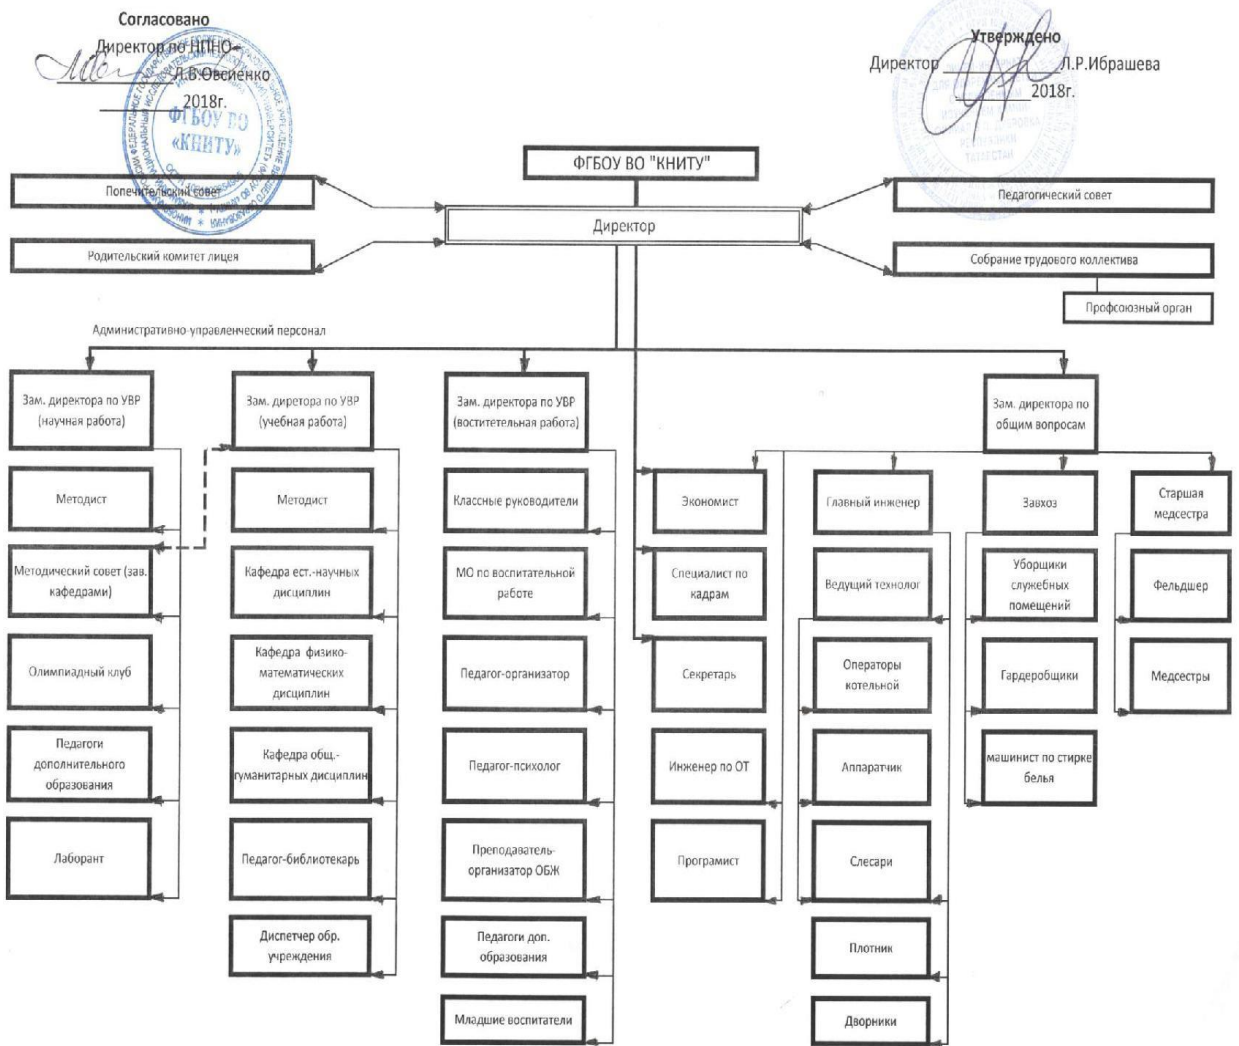 Согласовано
Директор по НПНО
Л.В.Овсиенко
2018г.
ФГБОУ ВО
«КНИТУ»
Утверждено
Директор Л.Р.Ибрашева
2018г.
ТАТАРСТАН
ФГБОУ ВО "КНИТУ"
Попечительский совет
Педагогический совет
Директор
Родительский комитет лицея
Собрание трудового коллектива
Профсоюзный орган
Административно-управленческий персонал
Зам. директора по УВР
(научная работа)
Методист
Методический совет (зав.
кафедрами)
Олимпиадный клуб
Педагоги
дополнительного
образования
Лаборант
Зам. диретора по УВР
(учебная работа)
Методист
Кафедра ест.-научных
дисциплин
Кафедра физико-
математических
дисциплин
Кафедра общ.-
гуманитарных дисциплин
Педагог-библиотекарь
Диспетчер обр.
учреждения
Зам. директора по УВР
(воститетельная работа)
Классные руководители
МО по воспитательной
работе
Педагог-организатор
Педагог-психолог
Преподаватель-
организатор ОБЖ
Педагоги доп.
образования
Младшие воспитатели
Экономист
Специалист по
кадрам
Секретарь
Инженер по ОТ
Програмист
Зам. директора по
общим вопросам
Главный инженер
Ведущий технолог
Операторы
котельной
Аппаратчик
Слесари
Плотник
Дворники
Завхоз
Уборщики
служебных
помещений
Гардеробщики
машинист по стирке
белья
Старшая
медсестра
Фельдшер
Медсестры